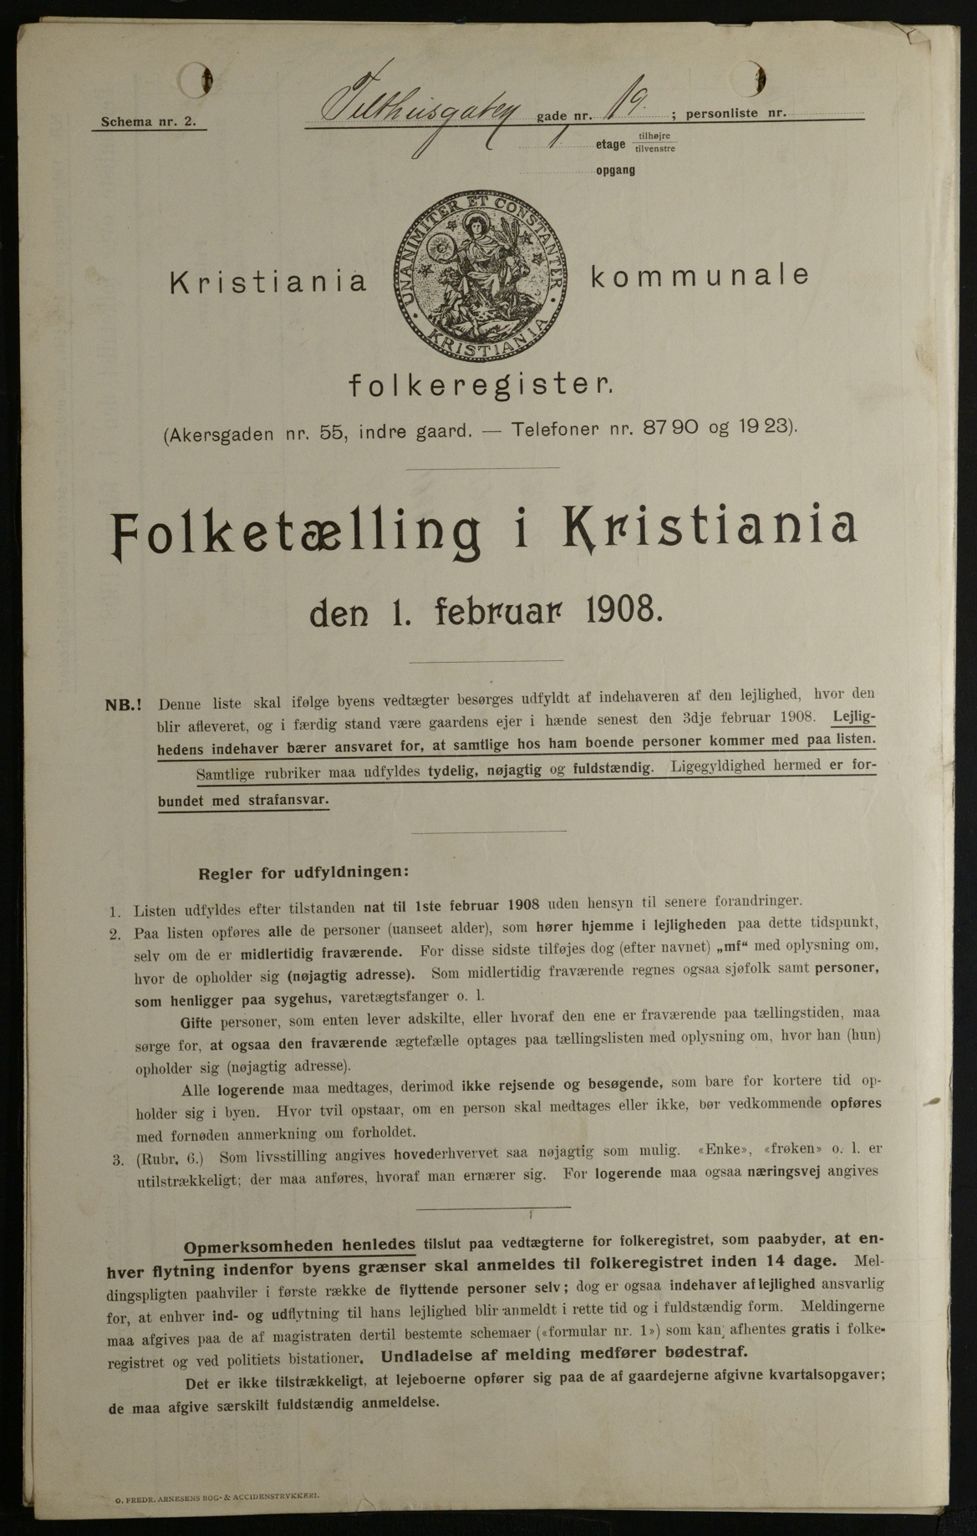 Telthusgaten gade nr. 19. ; personliste nr.
Schema nr. 2.
1 etage tilhøjre
tilvenstre
opgang
UNANIMITER ET CONSTANTER
KRISTIANIA
Kristiania kommunale
folkeregister.
(Akersgaden nr. 55, indre gaard. — Telefoner nr. 8790 og 1923).
Folketælling i Kristiania
den 1. februar 1908.
NB.! Denne liste skal ifølge byens vedtægter besørges udfyldt af indehaveren af den lejlighed, hvor den
blir afleveret, og i færdig stand være gaardens ejer i hænde senest den 3dje februar 1908. Lejlig-
hedens indehaver bærer ansvaret for, at samtlige hos ham boende personer kommer med paa listen.
Samtlige rubriker maa udfyldes tydelig, nøjagtig og fuldstændig. Ligegyldighed hermed er for-
bundet med strafansvar.
Regler for udfyldningen:
1. Listen udfyldes efter tilstanden nat til 1ste februar 1908 uden hensyn til senere forandringer.
2. Paa listen opføres alle de personer (uanseet alder), som hører hjemme i lejligheden paa dette tidspunkt,
selv om de er midlertidig fraværende. For disse sidste tilføjes dog (efter navnet) „mf“ med oplysning om,
hvor de opholder sig (nøjagtig adresse). Som midlertidig fraværende regnes ogsaa sjøfolk samt personer,
som henligger paa sygehus, varetægtsfanger o. l.
Gifte personer, som enten lever adskilte, eller hvoraf den ene er fraværende paa tællingstiden, maa
sørge for, at ogsaa den fraværende ægtefælle optages paa tællingslisten med oplysning om, hvor han (hun)
opholder sig (nøjagtig adresse).
Alle logerende maa medtages, derimod ikke rejsende og besøgende, som bare for kortere tid op-
holder sig i byen. Hvor tvil opstaar, om en person skal medtages eller ikke, bør vedkommende opføres
med fornøden anmerkning om forholdet.
3. (Rubr. 6.) Som livsstilling angives hovederhvervet saa nøjagtig som mulig. «Enke», «frøken» o. l. er
utilstrækkeligt; der maa anføres, hvoraf man ernærer sig. For logerende maa ogsaa næringsvej angives
Opmerksomheden henledes tilslut paa vedtægterne for folkeregistret, som paabyder, at en-
hver flytning indenfor byens grænser skal anmeldes til folkeregistret inden 14 dage. Mel-
dingspligten paahviler i første række de flyttende personer selv; dog er ogsaa indehaver af lejlighed ansvarlig
for, at enhver ind- og udflytning til hans lejlighed blir anmeldt i rette tid og i fuldstændig form. Meldingerne
maa afgives paa de af magistraten dertil bestemte schemaer («formular nr. 1») som kan afhentes gratis i folke-
registret og ved politiets bistationer. Undladelse af melding medfører bødestraf.
Det er ikke tilstrækkeligt, at lejeboerne opfører sig paa de af gaardejerne afgivne kvartalsopgaver;
de maa afgive særskilt fuldstændig anmeldelse.
O. FREDR. ARNESENS BOG- & ACCIDENSTRYKKERI.